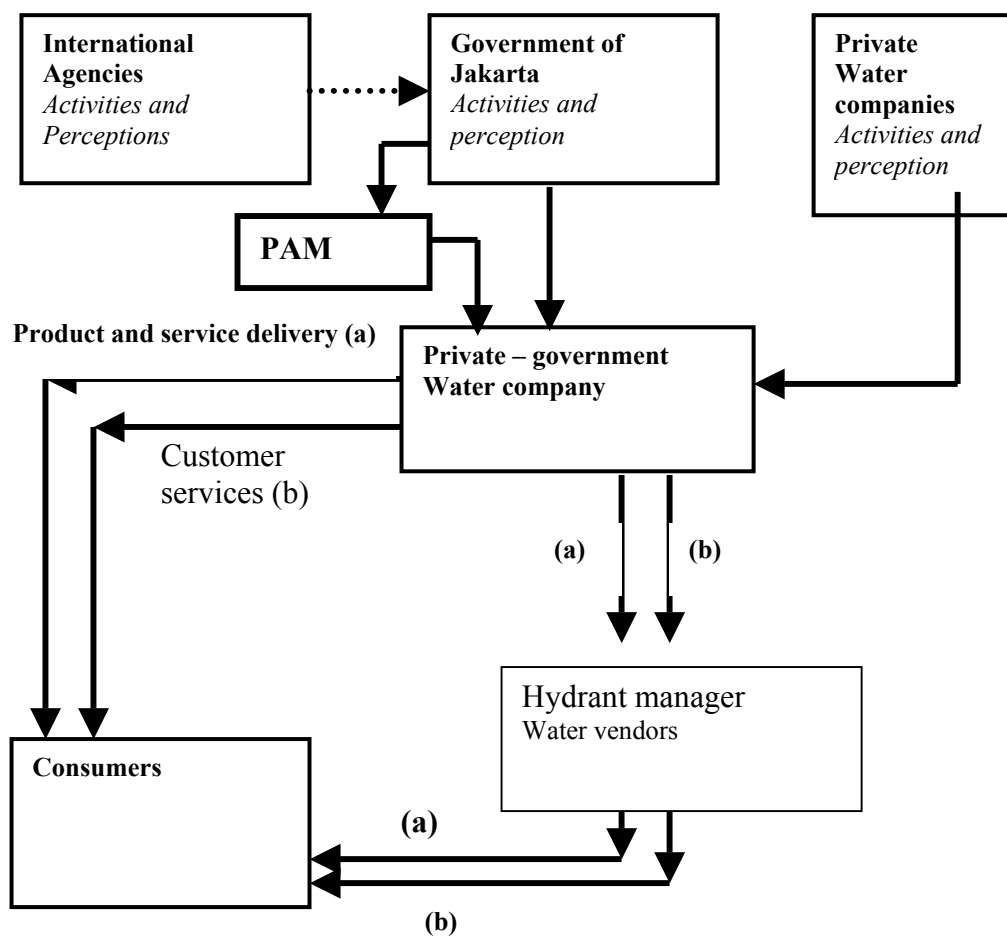 International
Agencies
Activities and
Perceptions
Government of
Jakarta
Activities and
perception
Private
Water
companies
Activities and
perception
PAM
Product and service delivery (a)
Private – government
Water company
Customer
services (b)
(a)
(b)
Hydrant manager
Water vendors
Consumers
(a)
(b)